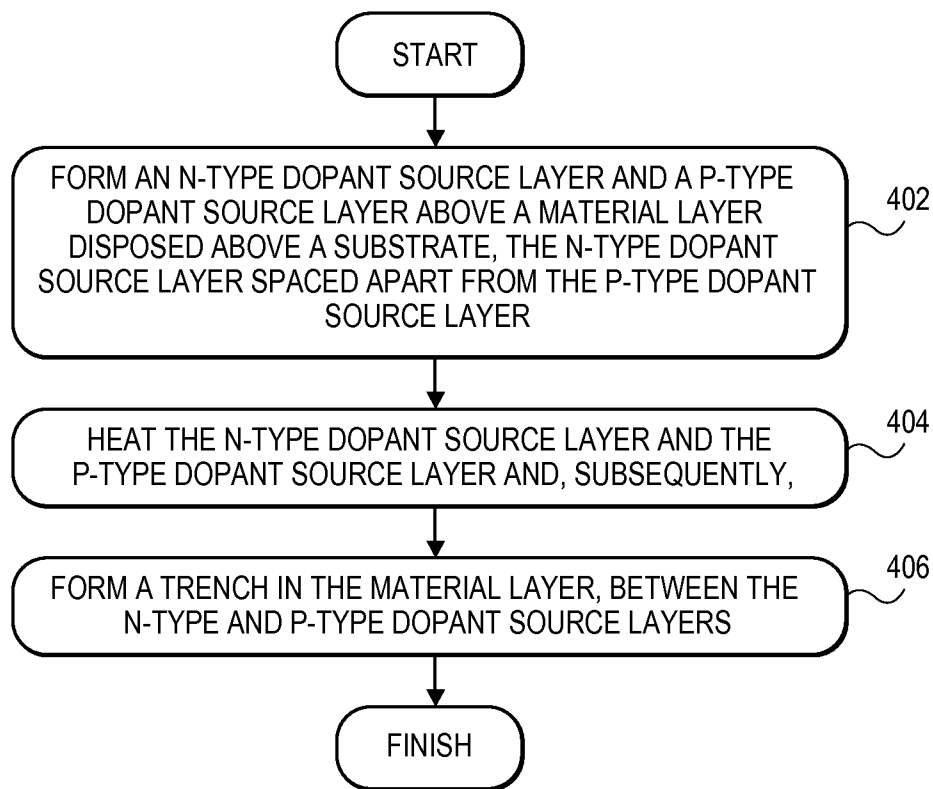 START
FORM AN N-TYPE DOPANT SOURCE LAYER AND A P-TYPE
DOPANT SOURCE LAYER ABOVE A MATERIAL LAYER
DISPOSED ABOVE A SUBSTRATE, THE N-TYPE DOPANT
SOURCE LAYER SPACED APART FROM THE P-TYPE DOPANT
SOURCE LAYER
402
HEAT THE N-TYPE DOPANT SOURCE LAYER AND THE
P-TYPE DOPANT SOURCE LAYER AND, SUBSEQUENTLY,
404
FORM A TRENCH IN THE MATERIAL LAYER, BETWEEN THE
N-TYPE AND P-TYPE DOPANT SOURCE LAYERS
406
FINISH